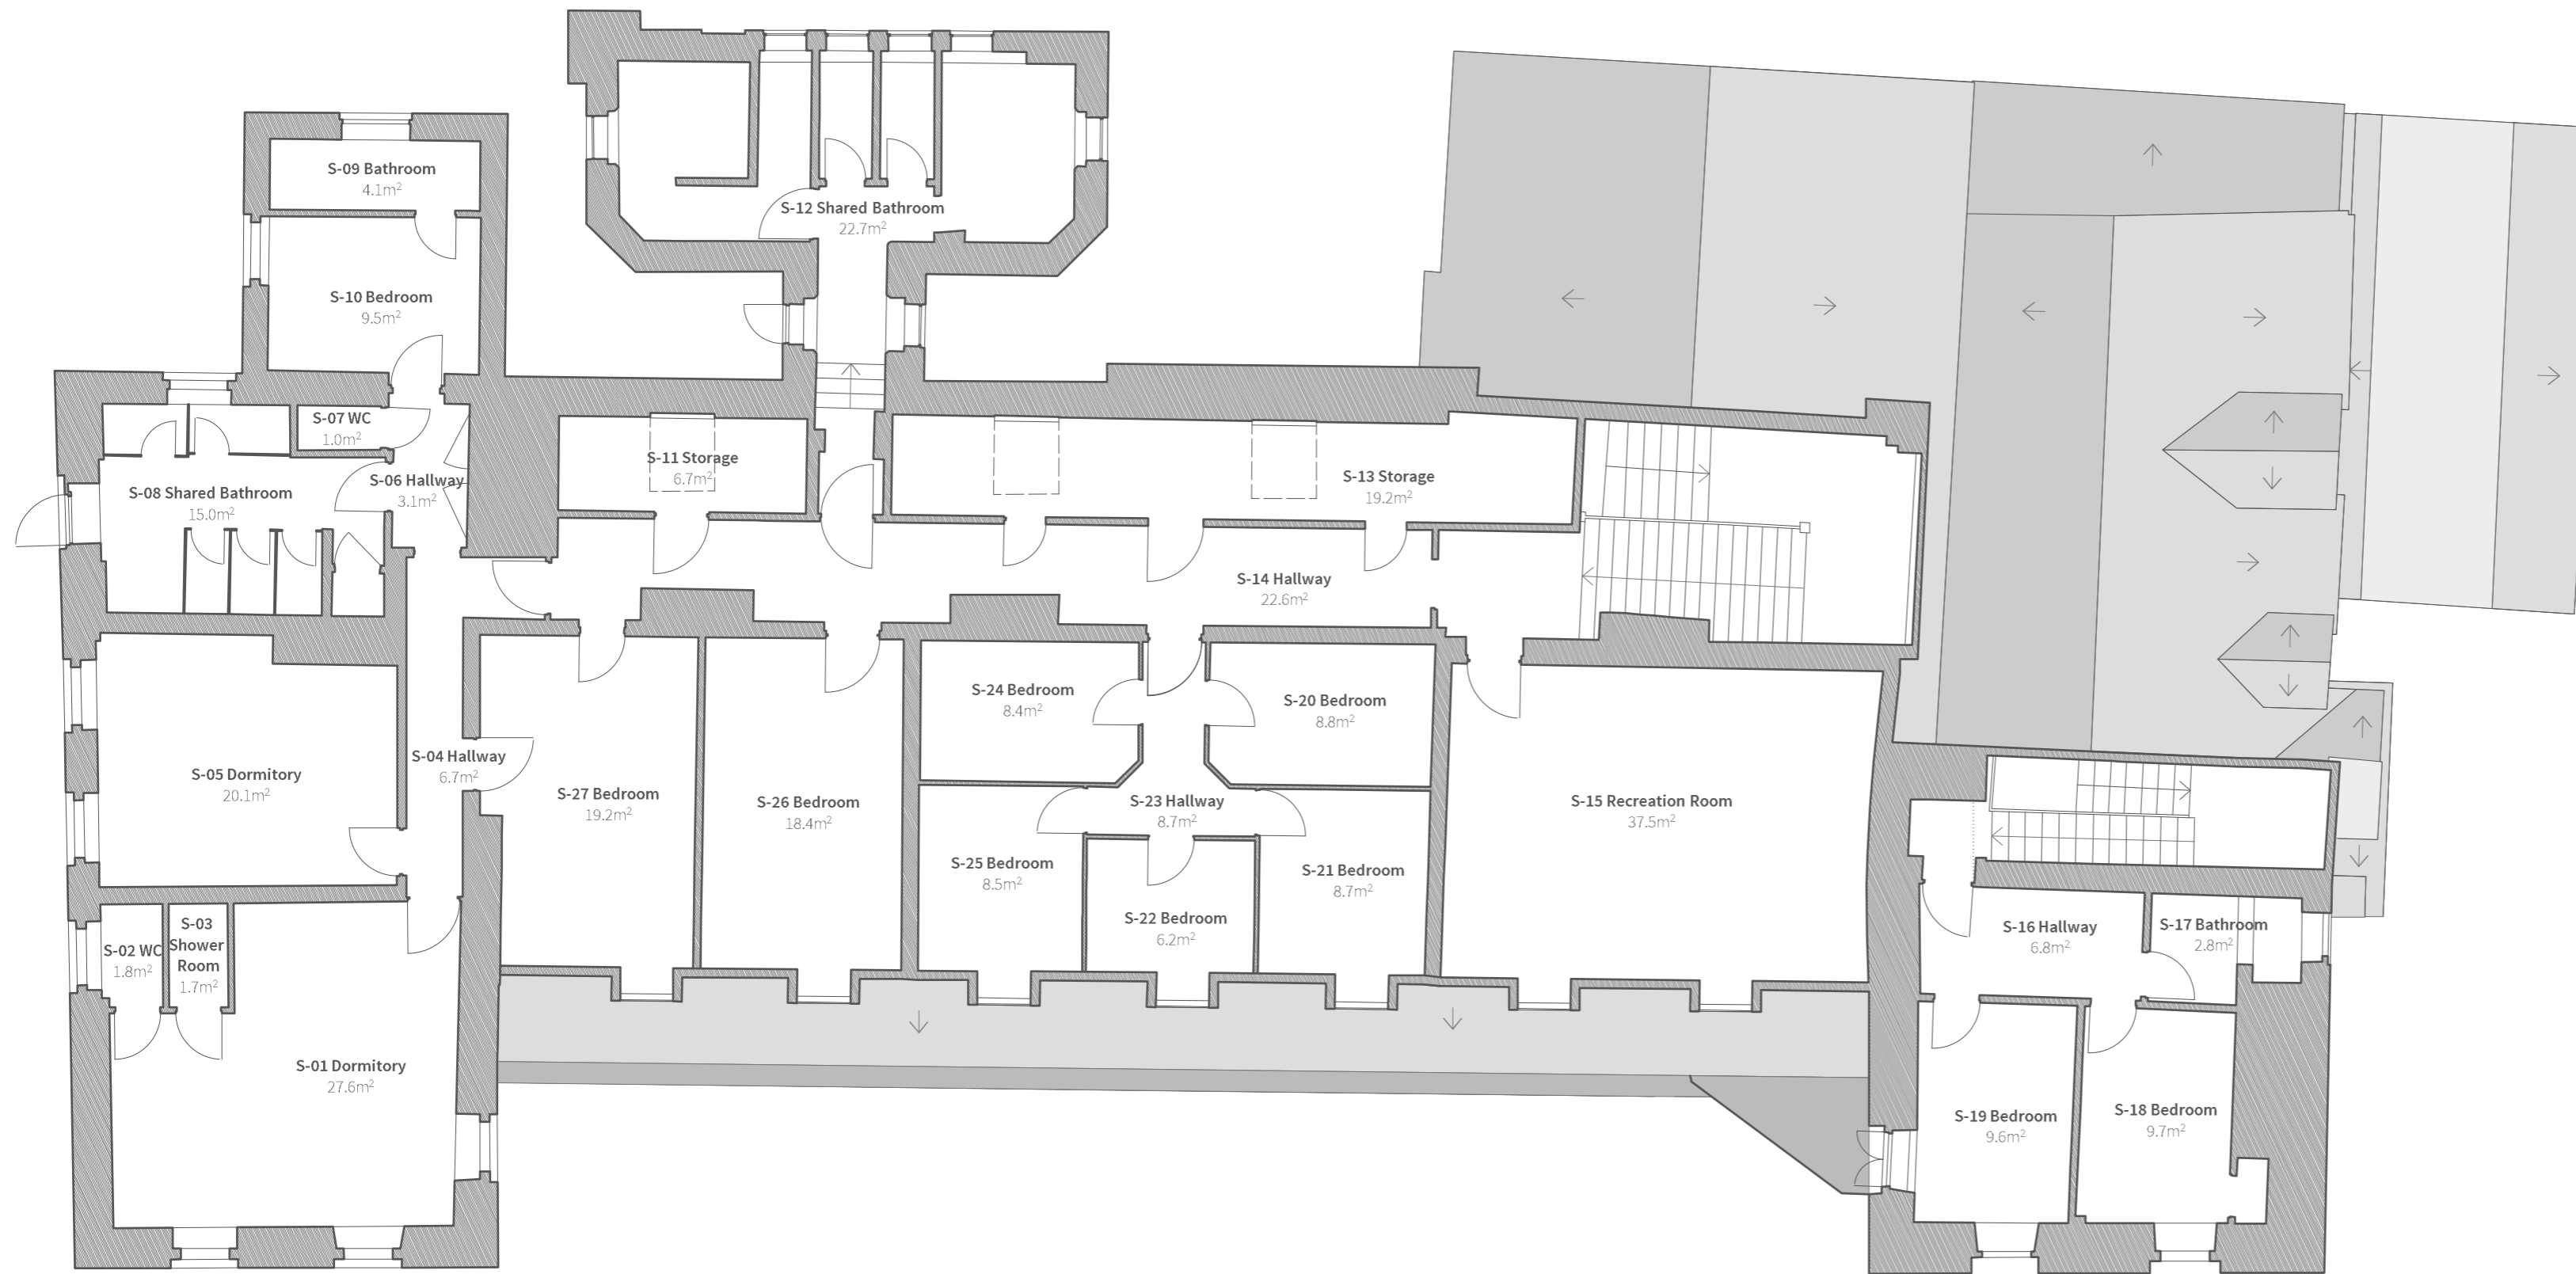 S-09 Bathroom
4.1m²
S-12 Shared Bathroom
22.7m²
S-10 Bedroom
9.5m²
S-07 WC
1.0m²
S-11 Storage
6.7m²
S-13 Storage
19.2m²
S-08 Shared Bathroom
15.0m²
S-06 Hallway
3.1m²
S-14 Hallway
22.6m²
S-24 Bedroom
8.4m²
S-20 Bedroom
8.8m²
S-05 Dormitory
20.1m²
S-04 Hallway
6.7m²
S-27 Bedroom
19.2m²
S-26 Bedroom
18.4m²
S-23 Hallway
8.7m²
S-15 Recreation Room
37.5m²
S-25 Bedroom
8.5m²
S-21 Bedroom
8.7m²
S-22 Bedroom
6.2m²
S-02 WC
1.8m²
S-03
Shower
Room
1.7m²
S-16 Hallway
6.8m²
S-17 Bathroom
2.8m²
S-01 Dormitory
27.6m²
S-19 Bedroom
9.6m²
S-18 Bedroom
9.7m²